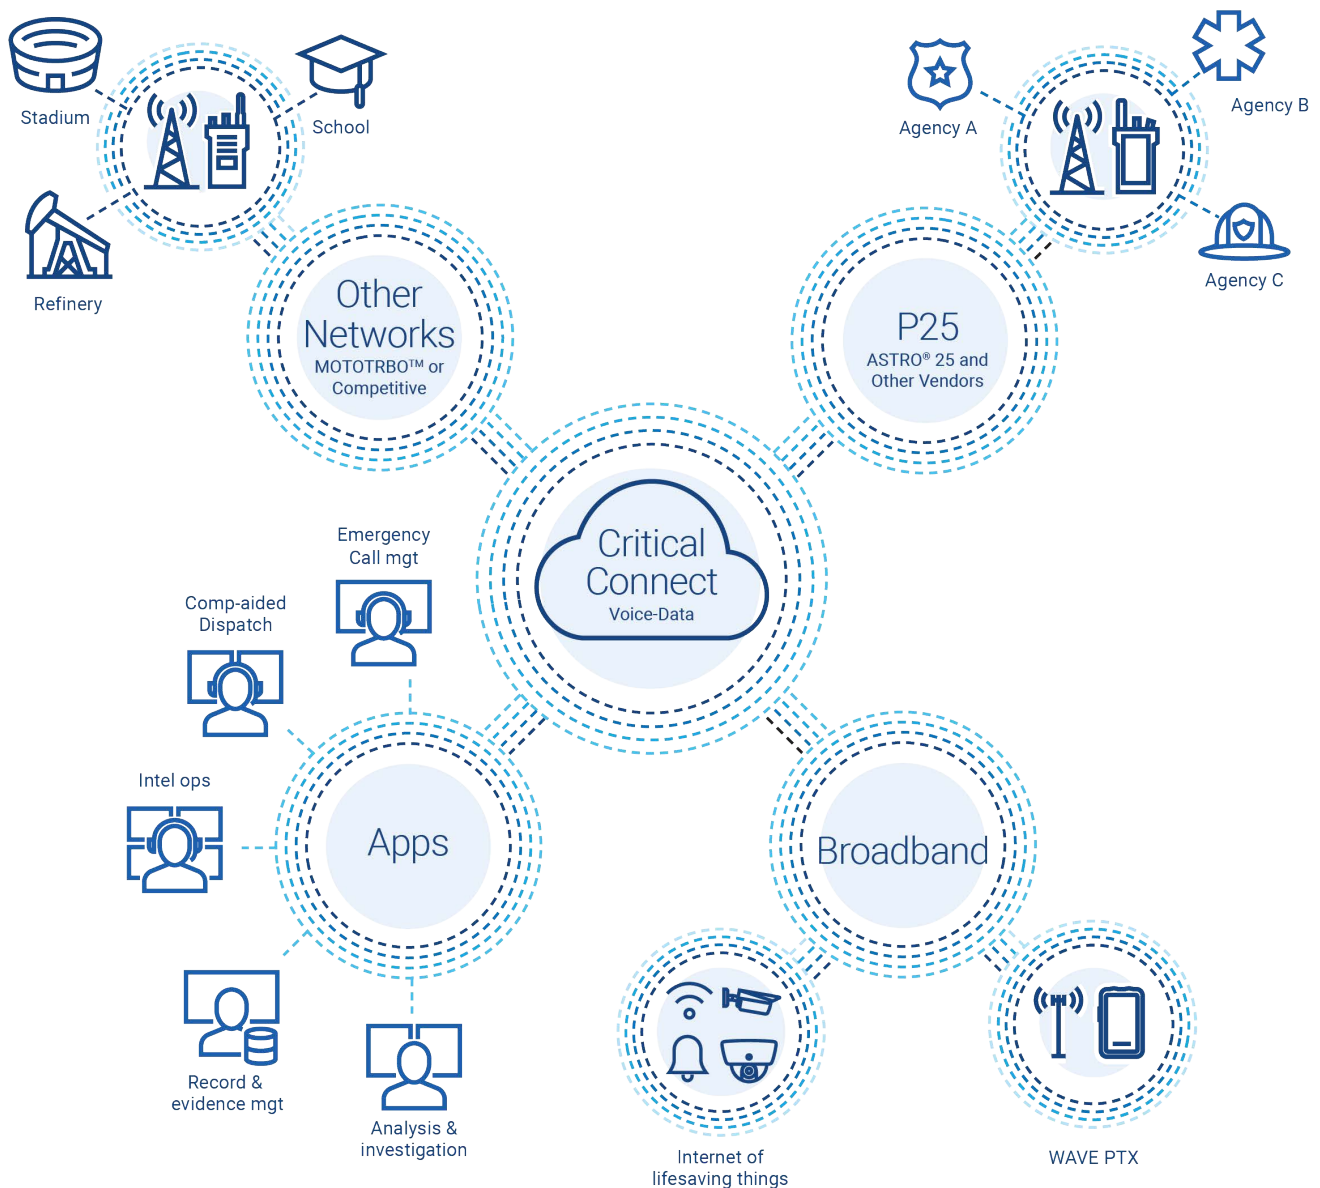 Stadium
School
Refinery
Agency A
Agency B
Agency C
Other
Networks
MOTOTRBO™ or
Competitive
P25
ASTRO® 25 and
Other Vendors
Critical
Connect
Voice-Data
Emergency
Call mgt
Comp-aided
Dispatch
Intel ops
Apps
Record &
evidence mgt
Analysis &
investigation
Broadband
Internet of
lifesaving things
WAVE PTX